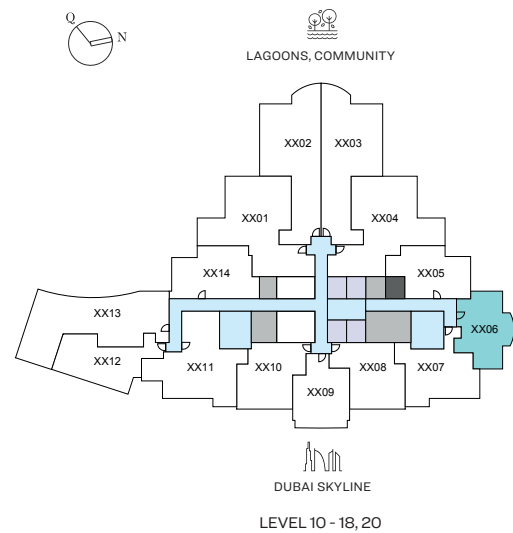 Q
N
LAGOONS, COMMUNITY
XX02 XX03
XX01 XX04
XX14 XX05
XX13
XX06
XX12
XX11 XX10 XX08 XX07
XX09
DUBAI SKYLINE
LEVEL 10 - 18, 20